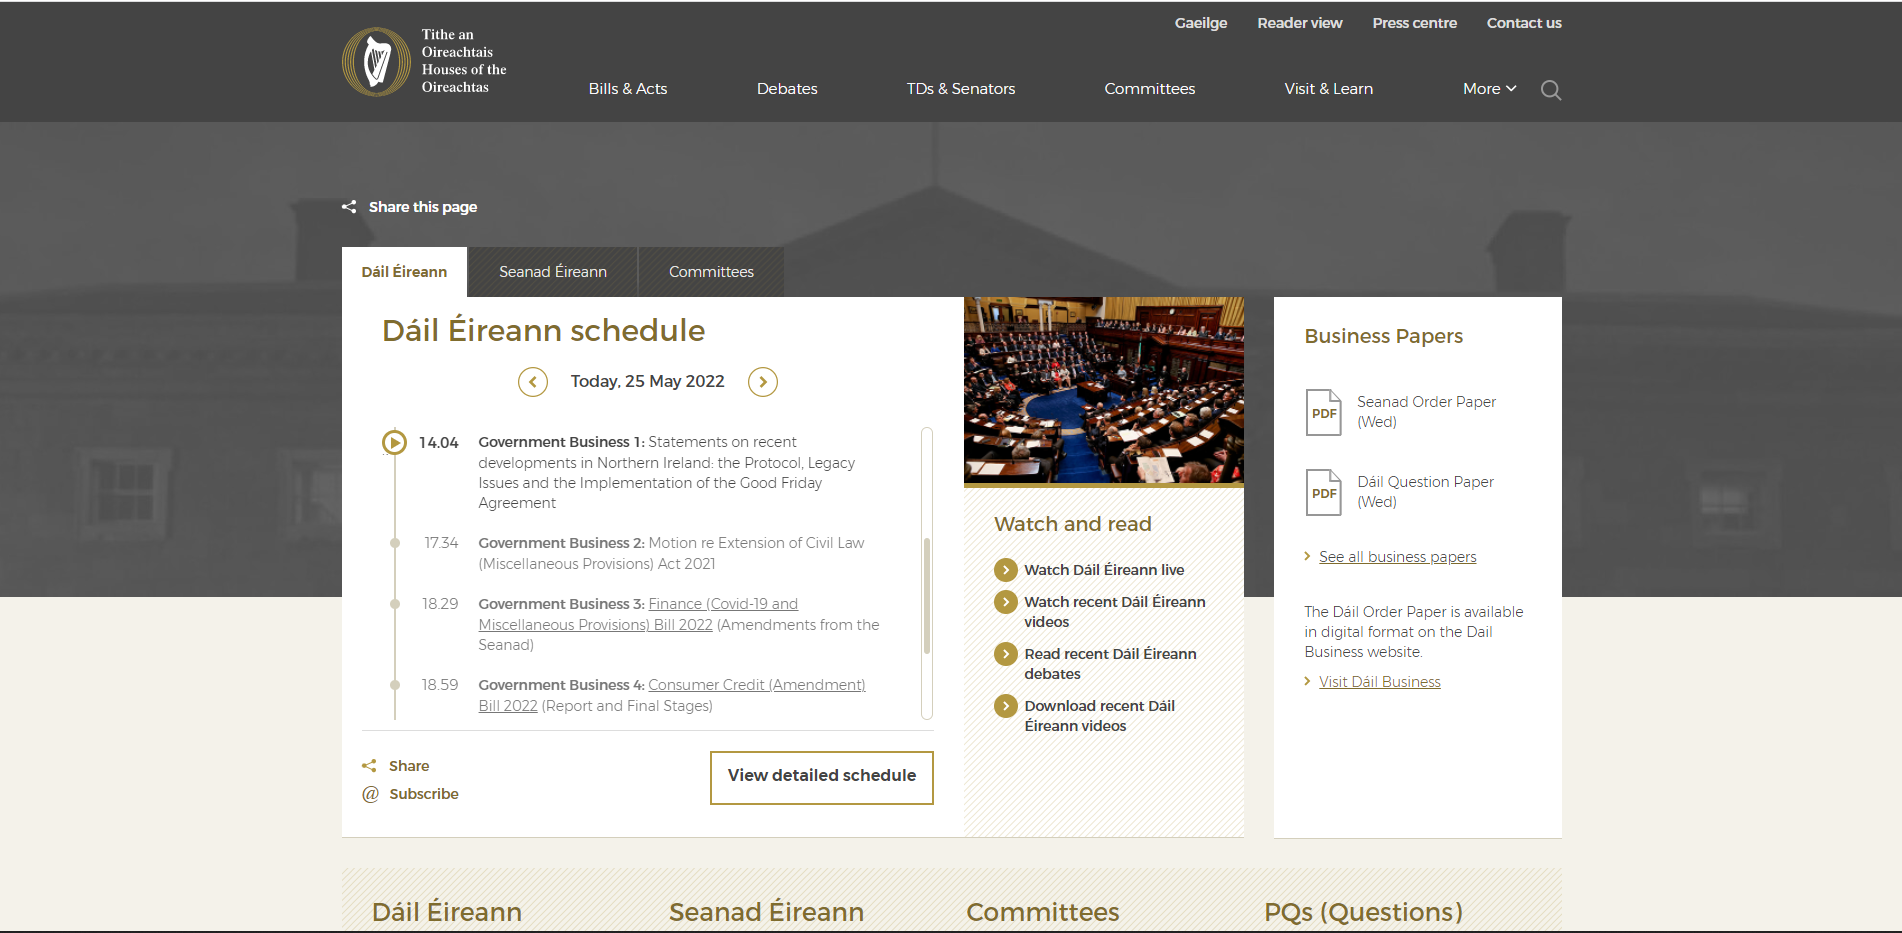 Gaeilge Reader view Press centre Contact us
Tithe an
Oireachtais
Houses of the
Oireachtas
Bills & Acts Debates TDs & Senators Committees Visit & Learn More
Share this page
Dáil Éireann Seanad Éireann Committees
Dáil Éireann schedule
Today, 25 May 2022
14.04 Government Business 1: Statements on recent
developments in Northern Ireland: the Protocol, Legacy
Issues and the Implementation of the Good Friday
Agreement
17.34 Government Business 2: Motion re Extension of Civil Law
(Miscellaneous Provisions) Act 2021
18.29 Government Business 3: Finance (Covid-19 and
Miscellaneous Provisions) Bill 2022 (Amendments from the
Seanad)
18.59 Government Business 4: Consumer Credit (Amendment)
Bill 2022 (Report and Final Stages)
Share
@ Subscribe
View detailed schedule
Watch and read
Watch Dáil Éireann live
Watch recent Dáil Éireann
videos
Read recent Dáil Éireann
debates
Download recent Dáil
Éireann videos
Business Papers
PDF Seanad Order Paper
(Wed)
PDF Dáil Question Paper
(Wed)
See all business papers
The Dáil Order Paper is available
in digital format on the Dail
Business website.
Visit Dáil Business
Dáil Éireann Seanad Éireann Committees PQs (Questions)